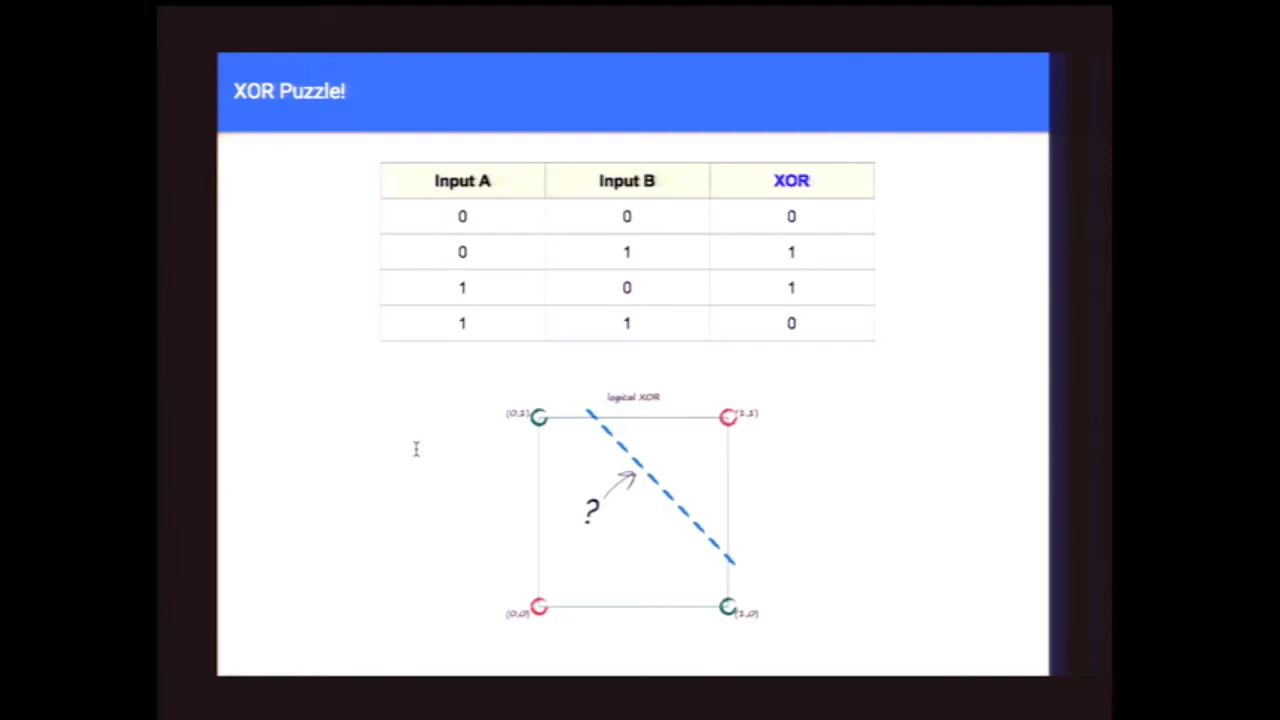 XOR Puzzle!
Input A Input B XOR
0 0 0
0 1 1
1 0 1
1 1 0
logical XOR
(0,1) (1,1)
?
(0,0) (1,0)